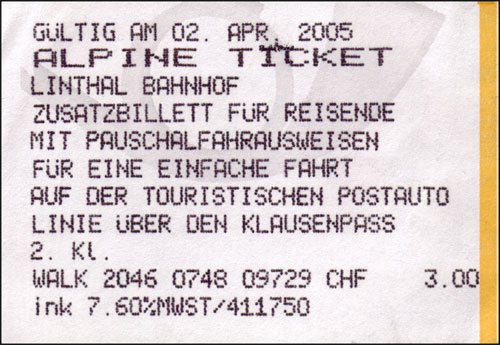 GÜLTIG AM 02. APR. 2005
ALPINE TICKET
LINTHAL BAHNHOF
ZUSATZBILLETT FÜR REISENDE
MIT PAUSCHALFAHRAUSWEISEN
FÜR EINE EINFACHE FAHRT
AUF DER TOURISTISCHEN POSTAUTO
LINIE ÜBER DEN KLAUSENPASS
2. Kl.
WALK 2046 0748 09729 CHF 3.00
ink 7.60%MWST/411750